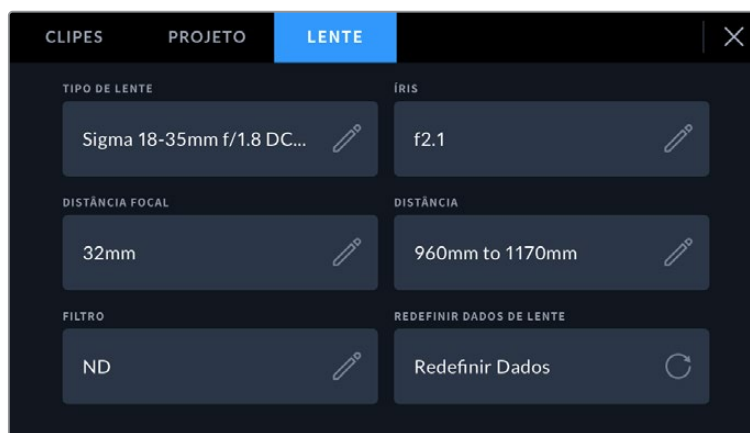 CLIPES PROJETO LENTE
TIPO DE LENTE
Sigma 18-35mm f/1.8 DC...
ÍRIS
f2.1
DISTÂNCIA FOCAL
32mm
DISTÂNCIA
960mm to 1170mm
FILTRO
ND
REDEFINIR DADOS DE LENTE
Redefinir Dados